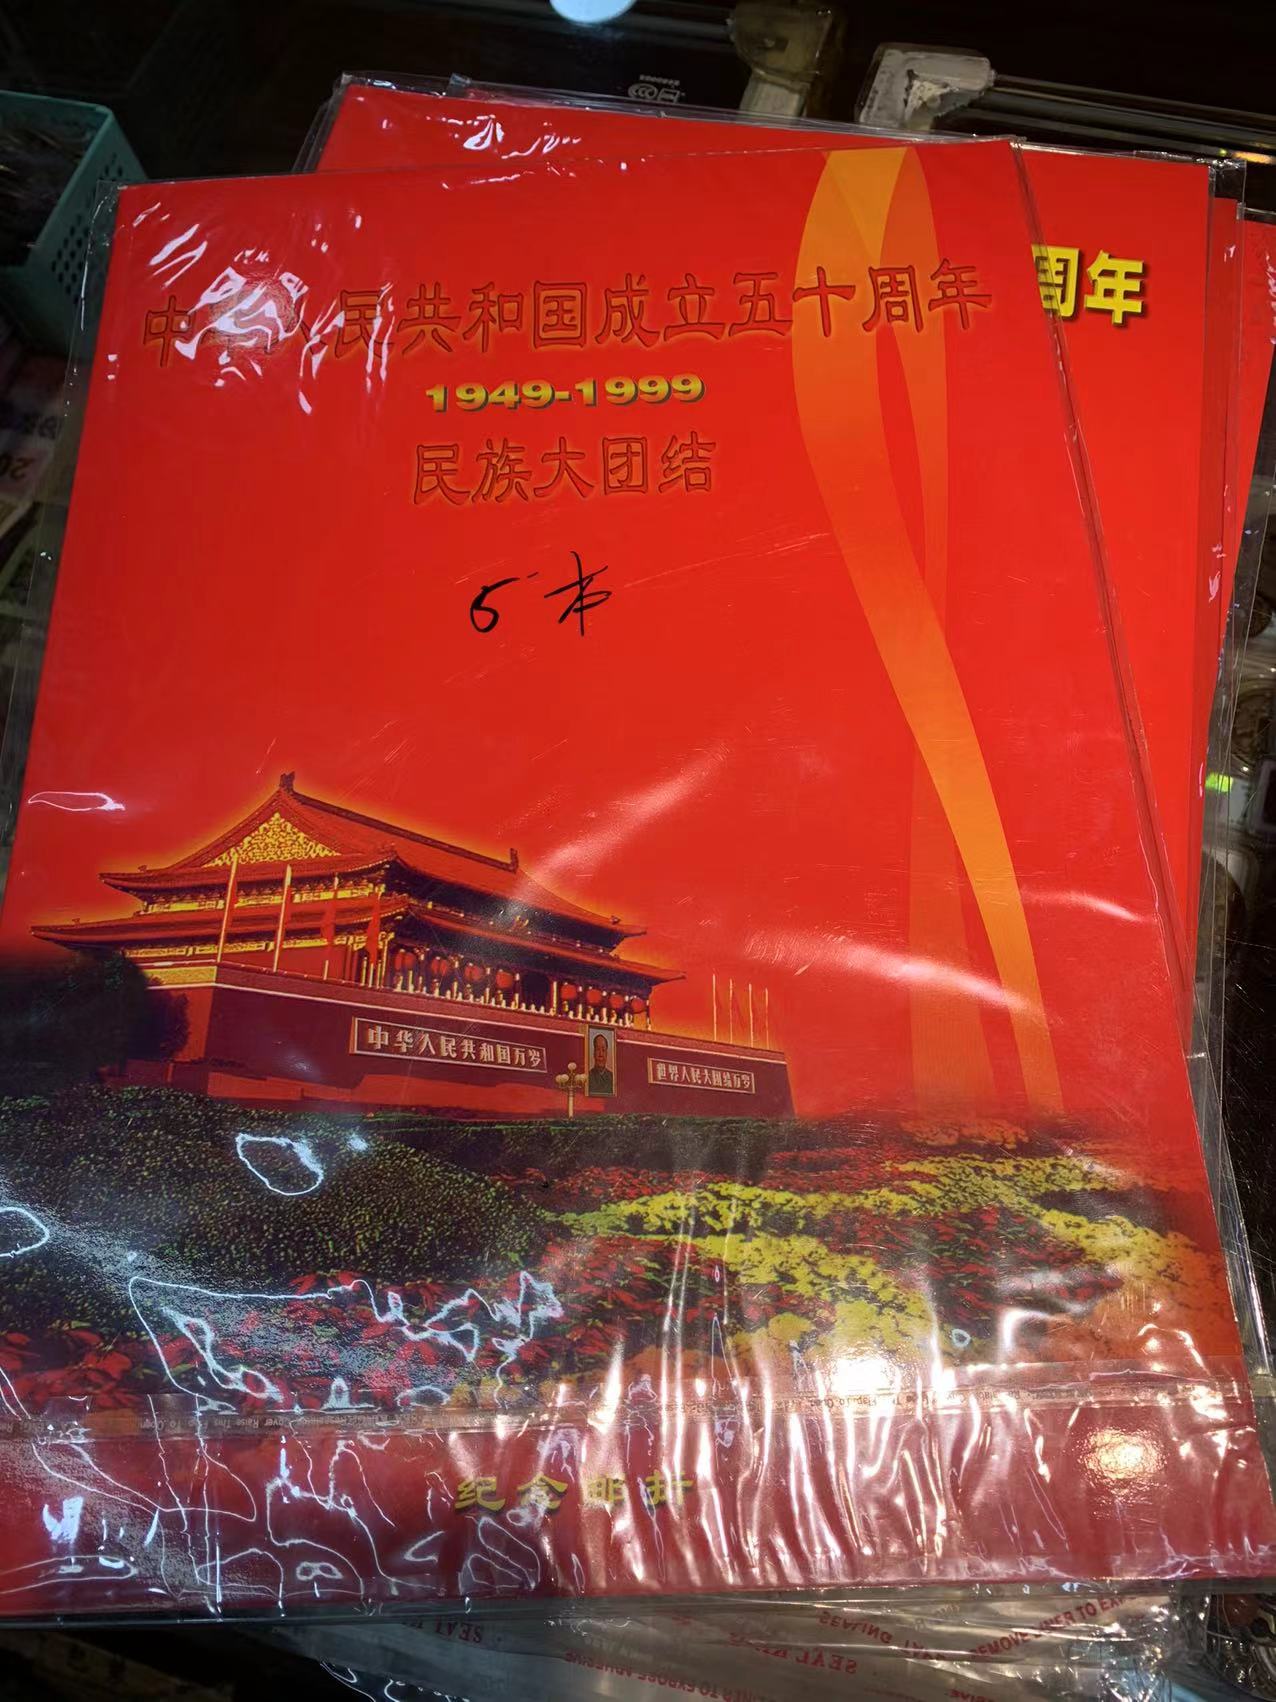 中华人民共和国成立五十周年
周年
1949-1999
民族大团结
5本
中华人民共和国万岁
世界人民大团结万岁
纪念邮折